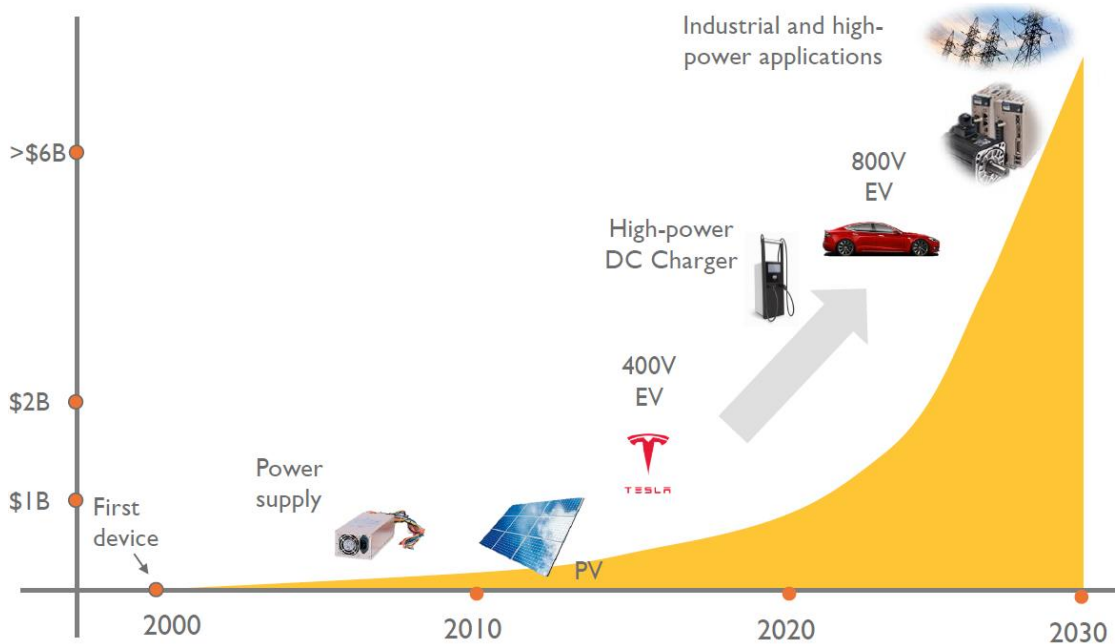 Industrial and high-
power applications
>$6B
800V
EV
High-power
DC Charger
400V
EV
$2B
TESLA
Power
supply
$1B
First
device
PV
2000
2010
2020
2030